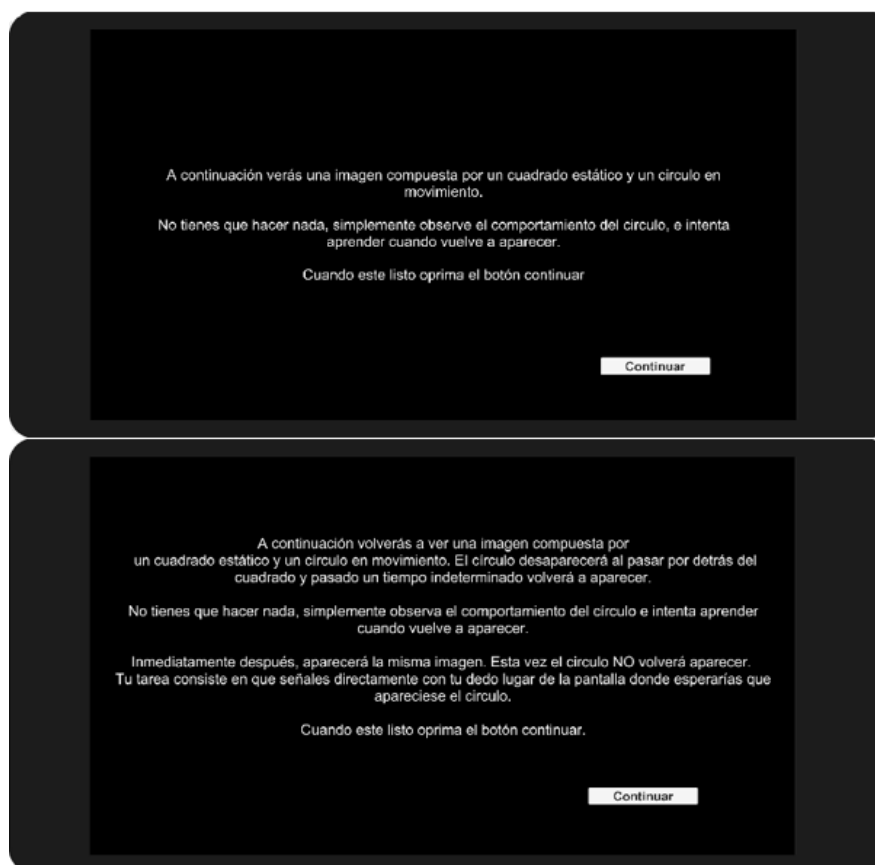 A continuación verás una imagen compuesta por un cuadrado estático y un circulo en
movimiento.
No tienes que hacer nada, simplemente observe el comportamiento del circulo, e intenta
aprender cuando vuelve a aparecer.
Cuando este listo oprima el botón continuar
Continuar
A continuación volverás a ver una imagen compuesta por
un cuadrado estático y un círculo en movimiento. El círculo desaparecerá al pasar por detrás del
cuadrado y pasado un tiempo indeterminado volverá a aparecer.
No tienes que hacer nada, simplemente observa el comportamiento del círculo e intenta aprender
cuando vuelve a aparecer.
Inmediatamente después, aparecerá la misma imagen. Esta vez el circulo NO volverá aparecer.
Tu tarea consiste en que señales directamente con tu dedo lugar de la pantalla donde esperarías que
apareciese el circulo.
Cuando este listo oprima el botón continuar.
Continuar